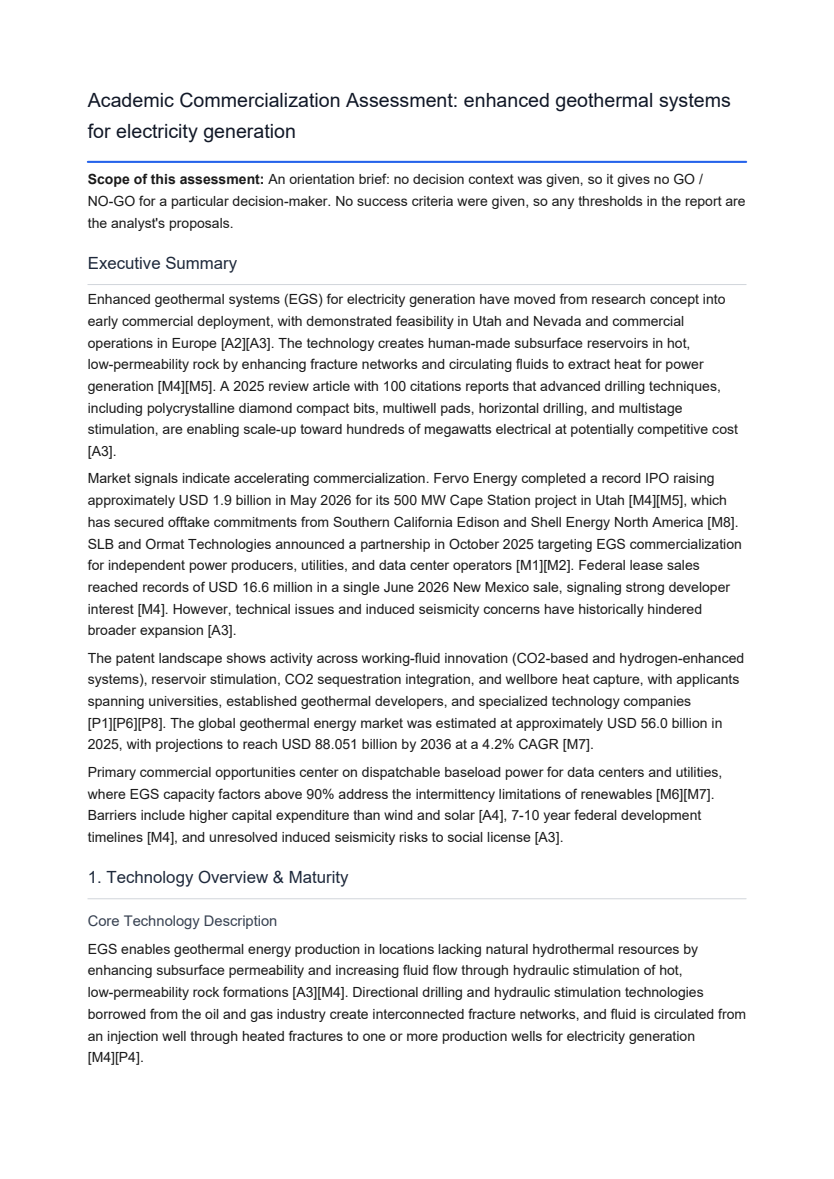 Academic Commercialization Assessment: enhanced geothermal systems
for electricity generation
Scope of this assessment: An orientation brief: no decision context was given, so it gives no GO /
NO-GO for a particular decision-maker. No success criteria were given, so any thresholds in the report are
the analyst's proposals.
Executive Summary
Enhanced geothermal systems (EGS) for electricity generation have moved from research concept into
early commercial deployment, with demonstrated feasibility in Utah and Nevada and commercial
operations in Europe [A2][A3]. The technology creates human-made subsurface reservoirs in hot,
low-permeability rock by enhancing fracture networks and circulating fluids to extract heat for power
generation [M4][M5]. A 2025 review article with 100 citations reports that advanced drilling techniques,
including polycrystalline diamond compact bits, multiwell pads, horizontal drilling, and multistage
stimulation, are enabling scale-up toward hundreds of megawatts electrical at potentially competitive cost
[A3].
Market signals indicate accelerating commercialization. Fervo Energy completed a record IPO raising
approximately USD 1.9 billion in May 2026 for its 500 MW Cape Station project in Utah [M4][M5], which
has secured offtake commitments from Southern California Edison and Shell Energy North America [M8].
SLB and Ormat Technologies announced a partnership in October 2025 targeting EGS commercialization
for independent power producers, utilities, and data center operators [M1][M2]. Federal lease sales
reached records of USD 16.6 million in a single June 2026 New Mexico sale, signaling strong developer
interest [M4]. However, technical issues and induced seismicity concerns have historically hindered
broader expansion [A3].
The patent landscape shows activity across working-fluid innovation (CO2-based and hydrogen-enhanced
systems), reservoir stimulation, CO2 sequestration integration, and wellbore heat capture, with applicants
spanning universities, established geothermal developers, and specialized technology companies
[P1][P6][P8]. The global geothermal energy market was estimated at approximately USD 56.0 billion in
2025, with projections to reach USD 88.051 billion by 2036 at a 4.2% CAGR [M7].
Primary commercial opportunities center on dispatchable baseload power for data centers and utilities,
where EGS capacity factors above 90% address the intermittency limitations of renewables [M6][M7].
Barriers include higher capital expenditure than wind and solar [A4], 7-10 year federal development
timelines [M4], and unresolved induced seismicity risks to social license [A3].
1. Technology Overview & Maturity
Core Technology Description
EGS enables geothermal energy production in locations lacking natural hydrothermal resources by
enhancing subsurface permeability and increasing fluid flow through hydraulic stimulation of hot,
low-permeability rock formations [A3][M4]. Directional drilling and hydraulic stimulation technologies
borrowed from the oil and gas industry create interconnected fracture networks, and fluid is circulated from
an injection well through heated fractures to one or more production wells for electricity generation
[M4][P4].